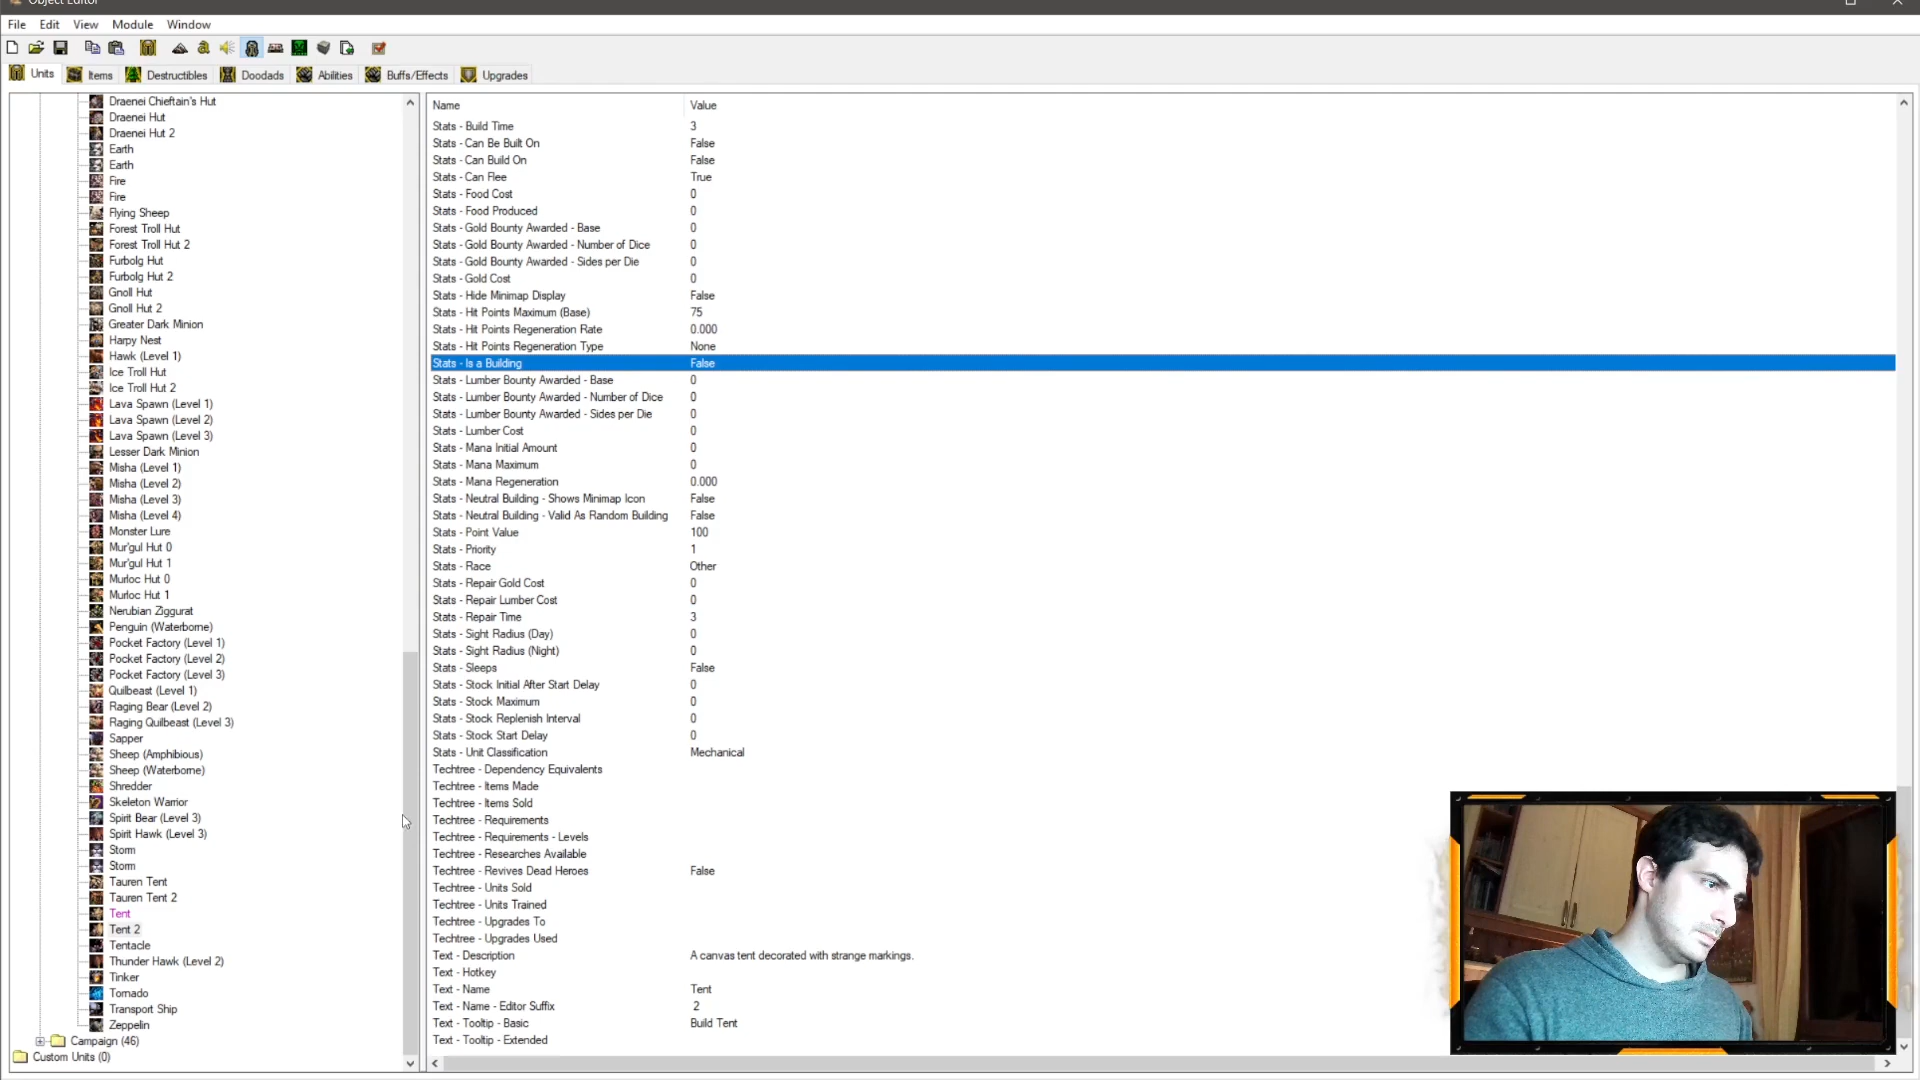 Object Editor
File Edit View Module Window
Units Items Destructibles Doodads Abilities Buffs/Effects Upgrades
Draenei Chieftain's Hut
Draenei Hut
Draenei Hut 2
Earth
Earth
Fire
Fire
Flying Sheep
Forest Troll Hut
Forest Troll Hut 2
Furbolg Hut
Furbolg Hut 2
Gnoll Hut
Gnoll Hut 2
Greater Dark Minion
Harpy Nest
Hawk (Level 1)
Ice Troll Hut
Ice Troll Hut 2
Lava Spawn (Level 1)
Lava Spawn (Level 2)
Lava Spawn (Level 3)
Lesser Dark Minion
Misha (Level 1)
Misha (Level 2)
Misha (Level 3)
Misha (Level 4)
Monster Lure
Mur'gul Hut 0
Mur'gul Hut 1
Murloc Hut 0
Murloc Hut 1
Nerubian Ziggurat
Penguin (Waterborne)
Pocket Factory (Level 1)
Pocket Factory (Level 2)
Pocket Factory (Level 3)
Quilbeast (Level 1)
Raging Bear (Level 2)
Raging Quilbeast (Level 3)
Sapper
Sheep (Amphibious)
Sheep (Waterborne)
Shredder
Skeleton Warrior
Spirit Bear (Level 3)
Spirit Hawk (Level 3)
Storm
Storm
Tauren Tent
Tauren Tent 2
Tent
Tent 2
Tentacle
Thunder Hawk (Level 2)
Tinker
Tornado
Transport Ship
Zeppelin
Campaign (46)
Custom Units (0)
Name Value
Stats - Build Time 3
Stats - Can Be Built On False
Stats - Can Build On False
Stats - Can Flee True
Stats - Food Cost 0
Stats - Food Produced 0
Stats - Gold Bounty Awarded - Base 0
Stats - Gold Bounty Awarded - Number of Dice 0
Stats - Gold Bounty Awarded - Sides per Die 0
Stats - Gold Cost 0
Stats - Hide Minimap Display False
Stats - Hit Points Maximum (Base) 75
Stats - Hit Points Regeneration Rate 0.000
Stats - Hit Points Regeneration Type None
Stats - Is a Building False
Stats - Lumber Bounty Awarded - Base 0
Stats - Lumber Bounty Awarded - Number of Dice 0
Stats - Lumber Bounty Awarded - Sides per Die 0
Stats - Lumber Cost 0
Stats - Mana Initial Amount 0
Stats - Mana Maximum 0
Stats - Mana Regeneration 0.000
Stats - Neutral Building - Shows Minimap Icon False
Stats - Neutral Building - Valid As Random Building False
Stats - Point Value 100
Stats - Priority 1
Stats - Race Other
Stats - Repair Gold Cost 0
Stats - Repair Lumber Cost 0
Stats - Repair Time 3
Stats - Sight Radius (Day) 0
Stats - Sight Radius (Night) 0
Stats - Sleeps False
Stats - Stock Initial After Start Delay 0
Stats - Stock Maximum 0
Stats - Stock Replenish Interval 0
Stats - Stock Start Delay 0
Stats - Unit Classification Mechanical
Techtree - Dependency Equivalents
Techtree - Items Made
Techtree - Items Sold
Techtree - Requirements
Techtree - Requirements - Levels
Techtree - Researches Available
Techtree - Revives Dead Heroes False
Techtree - Units Sold
Techtree - Units Trained
Techtree - Upgrades To
Techtree - Upgrades Used
Text - Description A canvas tent decorated with strange markings.
Text - Hotkey
Text - Name Tent
Text - Name - Editor Suffix 2
Text - Tooltip - Basic Build Tent
Text - Tooltip - Extended